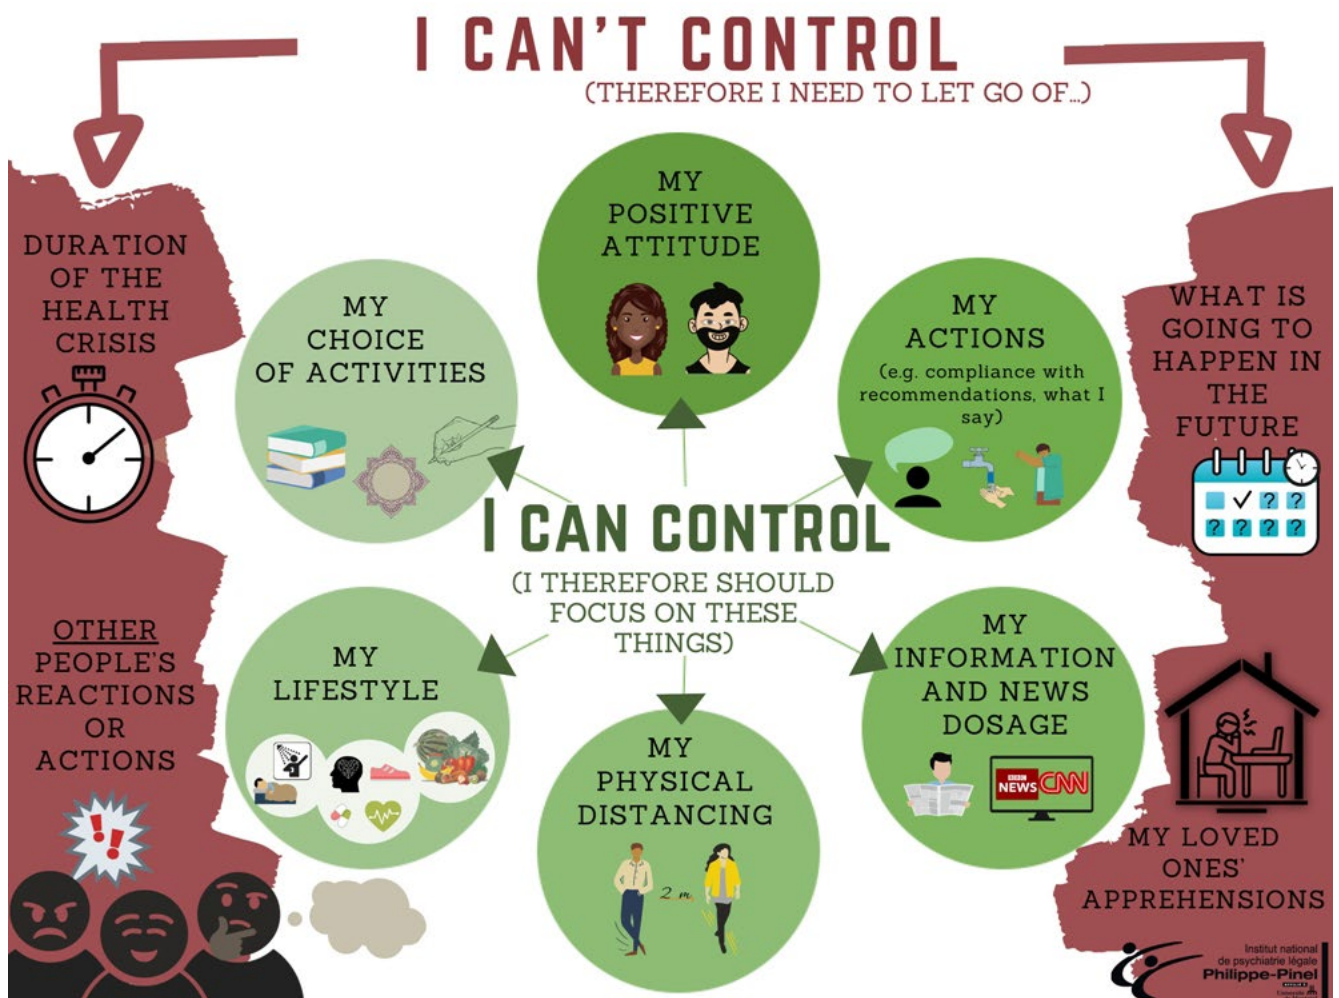 I CAN'T CONTROL
(THEREFORE I NEED TO LET GO OF...)
DURATION
OF THE
HEALTH
CRISIS
OTHER
PEOPLE'S
REACTIONS
OR
ACTIONS
!!
MY
POSITIVE
ATTITUDE
MY
CHOICE
OF ACTIVITIES
MY
ACTIONS
(e.g. compliance with
recommendations, what I
say)
I CAN CONTROL
(I THEREFORE SHOULD
FOCUS ON THESE
THINGS)
MY
LIFESTYLE
MY
PHYSICAL
DISTANCING
2 m
MY
INFORMATION
AND NEWS
DOSAGE
NEWS
CNN
WHAT IS
GOING TO
HAPPEN IN
THE
FUTURE
? ?
? ? ? ?
MY LOVED
ONES'
APPREHENSIONS
Institut national
de psychiatrie légale
Philippe-Pinel